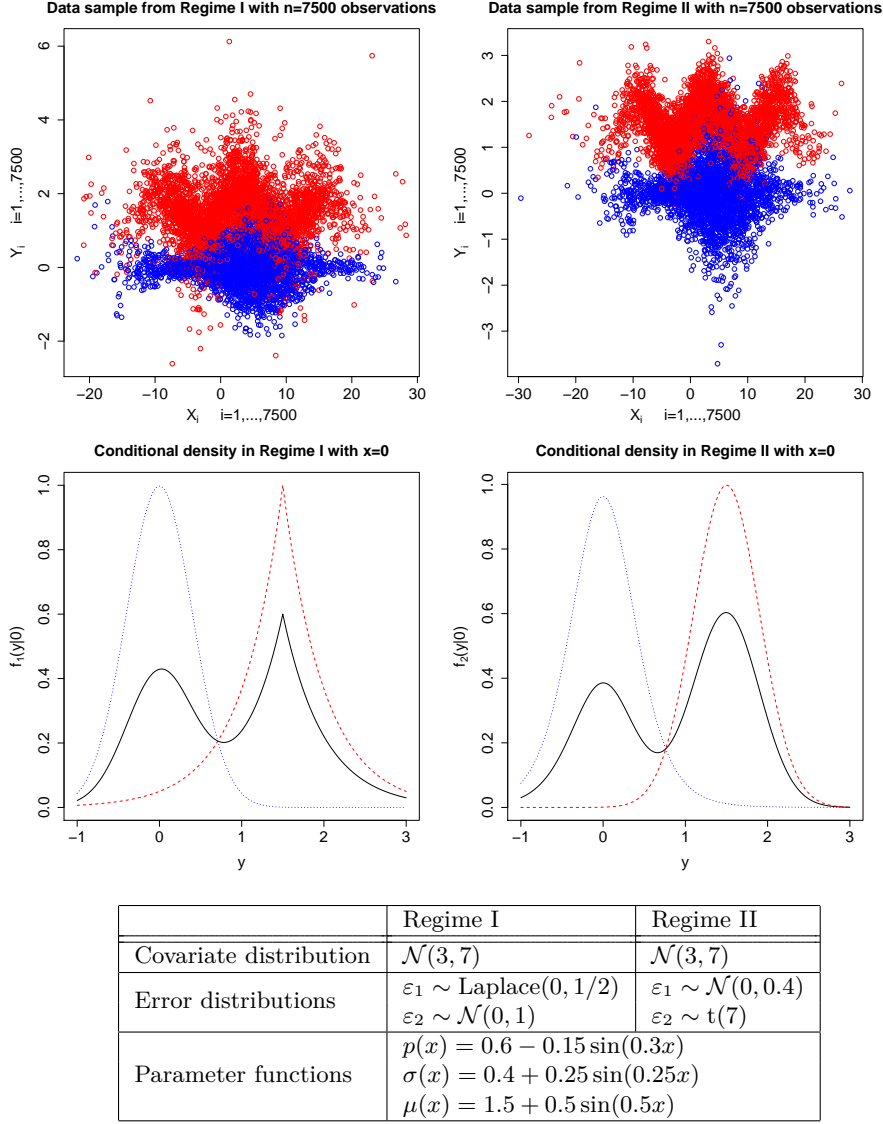 Data sample from Regime I with n=7500 observations
Y_i i=1,...,7500
6
4
2
0
−2
−20 −10 0 10 20 30
X_i i=1,...,7500
Data sample from Regime II with n=7500 observations
Y_i i=1,...,7500
3
2
1
0
−1
−2
−3
−30 −20 −10 0 10 20 30
X_i i=1,...,7500
Conditional density in Regime I with x=0
f_1(y|0)
1.0
0.8
0.6
0.4
0.2
0.0
−1 0 1 2 3
y
Conditional density in Regime II with x=0
f_2(y|0)
1.0
0.8
0.6
0.4
0.2
0.0
−1 0 1 2 3
y
Regime I Regime II
Covariate distribution 𝒩(3, 7) 𝒩(3, 7)
Error distributions ε₁ ∼ Laplace(0, 1/2) ε₁ ∼ 𝒩(0, 0.4)
ε₂ ∼ 𝒩(0, 1) ε₂ ∼ t(7)
Parameter functions p(x) = 0.6 − 0.15 sin(0.3x)
σ(x) = 0.4 + 0.25 sin(0.25x)
μ(x) = 1.5 + 0.5 sin(0.5x)